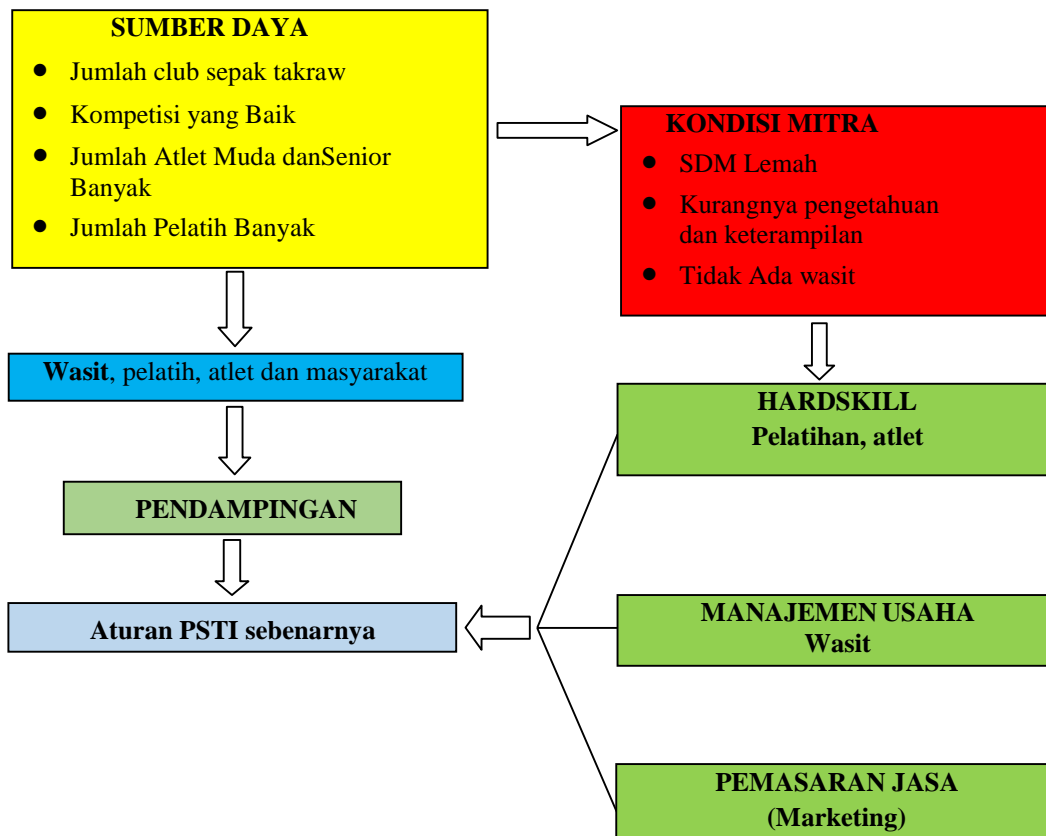 SUMBER DAYA
● Jumlah club sepak takraw
● Kompetisi yang Baik
● Jumlah Atlet Muda danSenior
Banyak
● Jumlah Pelatih Banyak
KONDISI MITRA
● SDM Lemah
● Kurangnya pengetahuan
dan keterampilan
● Tidak Ada wasit
Wasit, pelatih, atlet dan masyarakat
HARDSKILL
Pelatihan, atlet
PENDAMPINGAN
Aturan PSTI sebenarnya
MANAJEMEN USAHA
Wasit
PEMASARAN JASA
(Marketing)